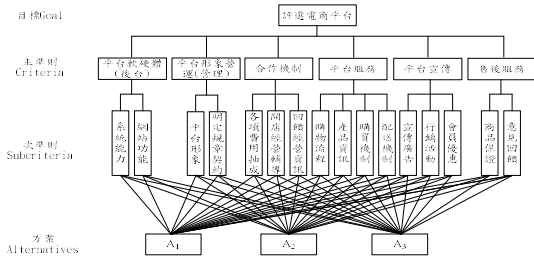 目標Goal
評選電商平台
主準則
Criteria
平台軟硬體
(後台)
平台形象營
運(管理)
合作機制
平台服務
平台宣傳
售後服務
次準則
Subcriteria
系統能力
網站功能
平台形象
明定規章契約
各項費用抽成
開店經營輔導
回饋經營資訊
購物流程
產品資訊
購買機制
配送機制
宣傳廣告
行銷活動
會員優惠
商品保證
意見回饋
方案
Alternatives
A1
A2
A3